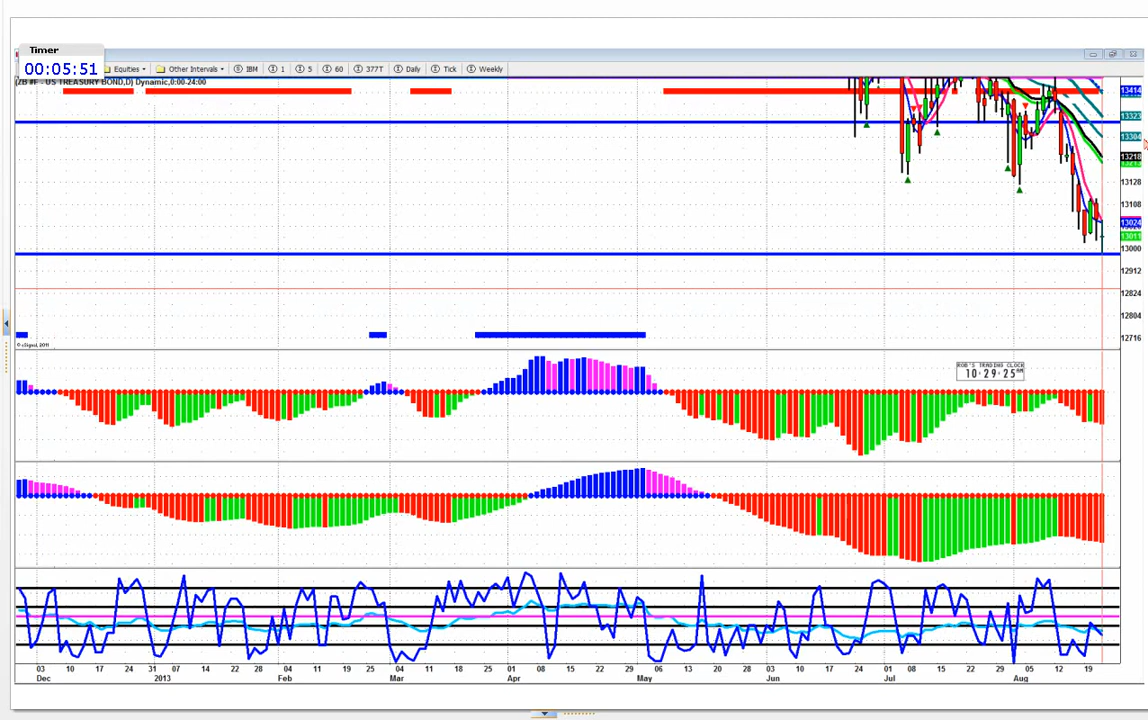 Timer
00:05:51
Equities
Other Intervals
IBM
1
5
60
377T
Daily
Tick
Weekly
(ZB #F - US TREASURY BOND,D) Dynamic,0:00-24:00
13414
13323
13304
13218
13128
13108
13024
13011
13000
12912
12824
12804
12716
© eSignal, 2011
ROB'S TRADING CLOCK
10:29:25 AM
03 10 17 24 31 07 14 22 28 04 11 19 25 04 11 18 25 01 08 15 22 29 06 13 20 28 03 10 17 24 01 08 15 22 29 05 12 19
Dec 2013 Feb Mar Apr May Jun Jul Aug